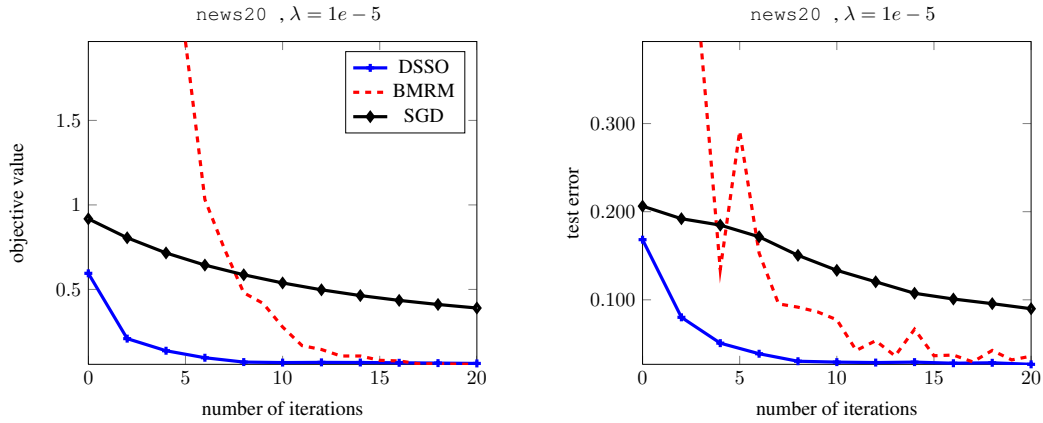 news20 , λ = 1e − 5
objective value
1.5
1
0.5
0
5
10
15
20
number of iterations
DSSO
BMRM
SGD
news20 , λ = 1e − 5
test error
0.300
0.200
0.100
0
5
10
15
20
number of iterations